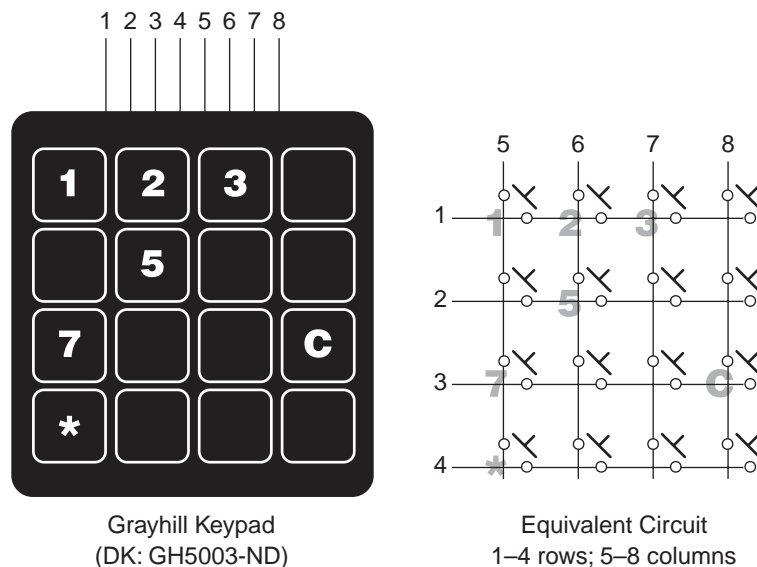 1 2 3 4 5 6 7 8
1 2 3
5
7 C
*
Grayhill Keypad
(DK: GH5003-ND)
5 6 7 8
1 1 2 3
2 5
3 7 C
4 *
Equivalent Circuit
1–4 rows; 5–8 columns